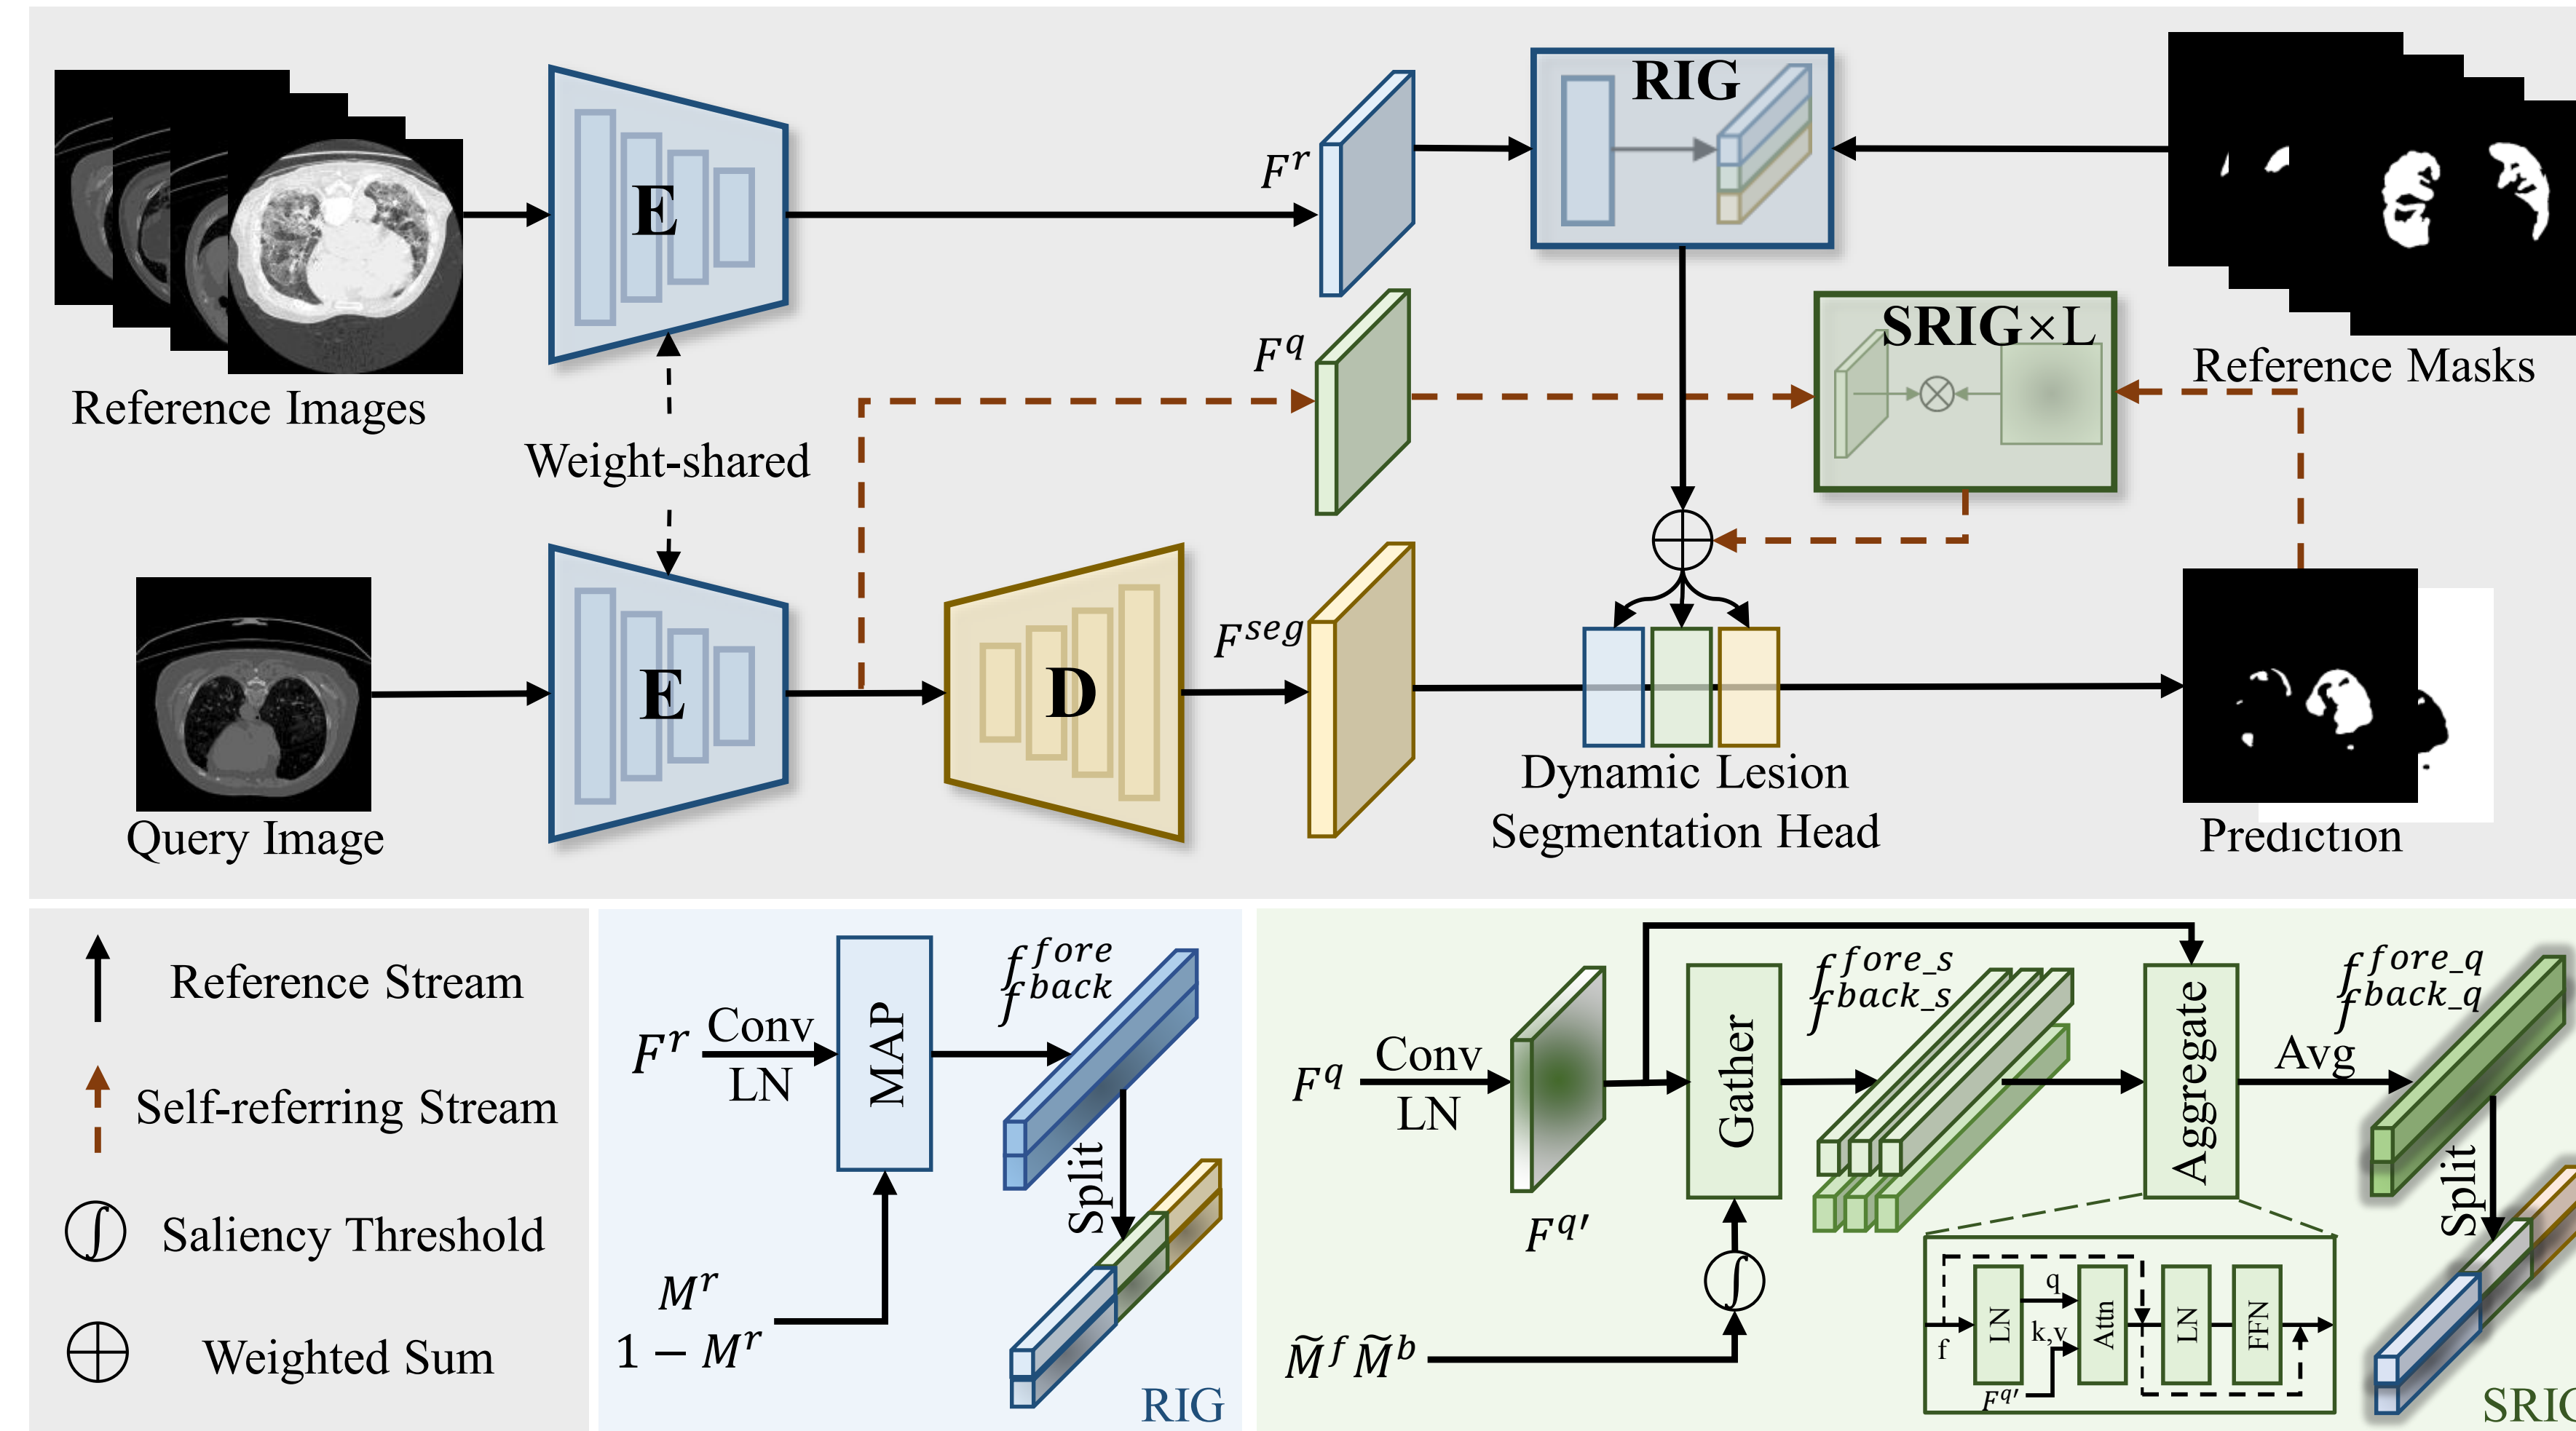 RIG
E
F^r
SRIG×L
F^q
Reference Images
Reference Masks
Weight-shared
E
D
F^{seg}
Dynamic Lesion
Segmentation Head
Query Image
Prediction
Reference Stream
Self-referring Stream
Saliency Threshold
Weighted Sum
F^r
Conv
LN
MAP
f^{fore}
f^{back}
Split
M^r
1 − M^r
RIG
F^q
Conv
LN
F^{q′}
Gather
f^{fore_s}
f^{back_s}
Aggregate
Avg
f^{fore_q}
f^{back_q}
Split
M̃^f M̃^b
f
LN
q
k,v
F^{q′}
Attn
LN
FFN
SRIG